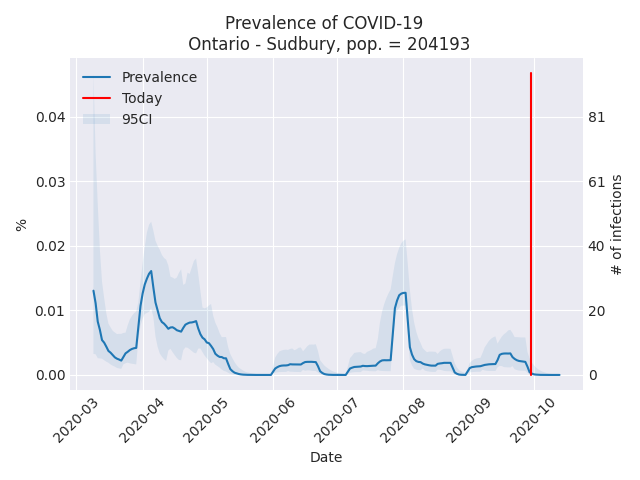 Prevalence of COVID-19
Ontario - Sudbury, pop. = 204193
Prevalence
Today
95CI
0.04
0.03
0.02
0.01
0.00
%
81
61
40
20
0
# of infections
2020-03
2020-04
2020-05
2020-06
2020-07
2020-08
2020-09
2020-10
Date